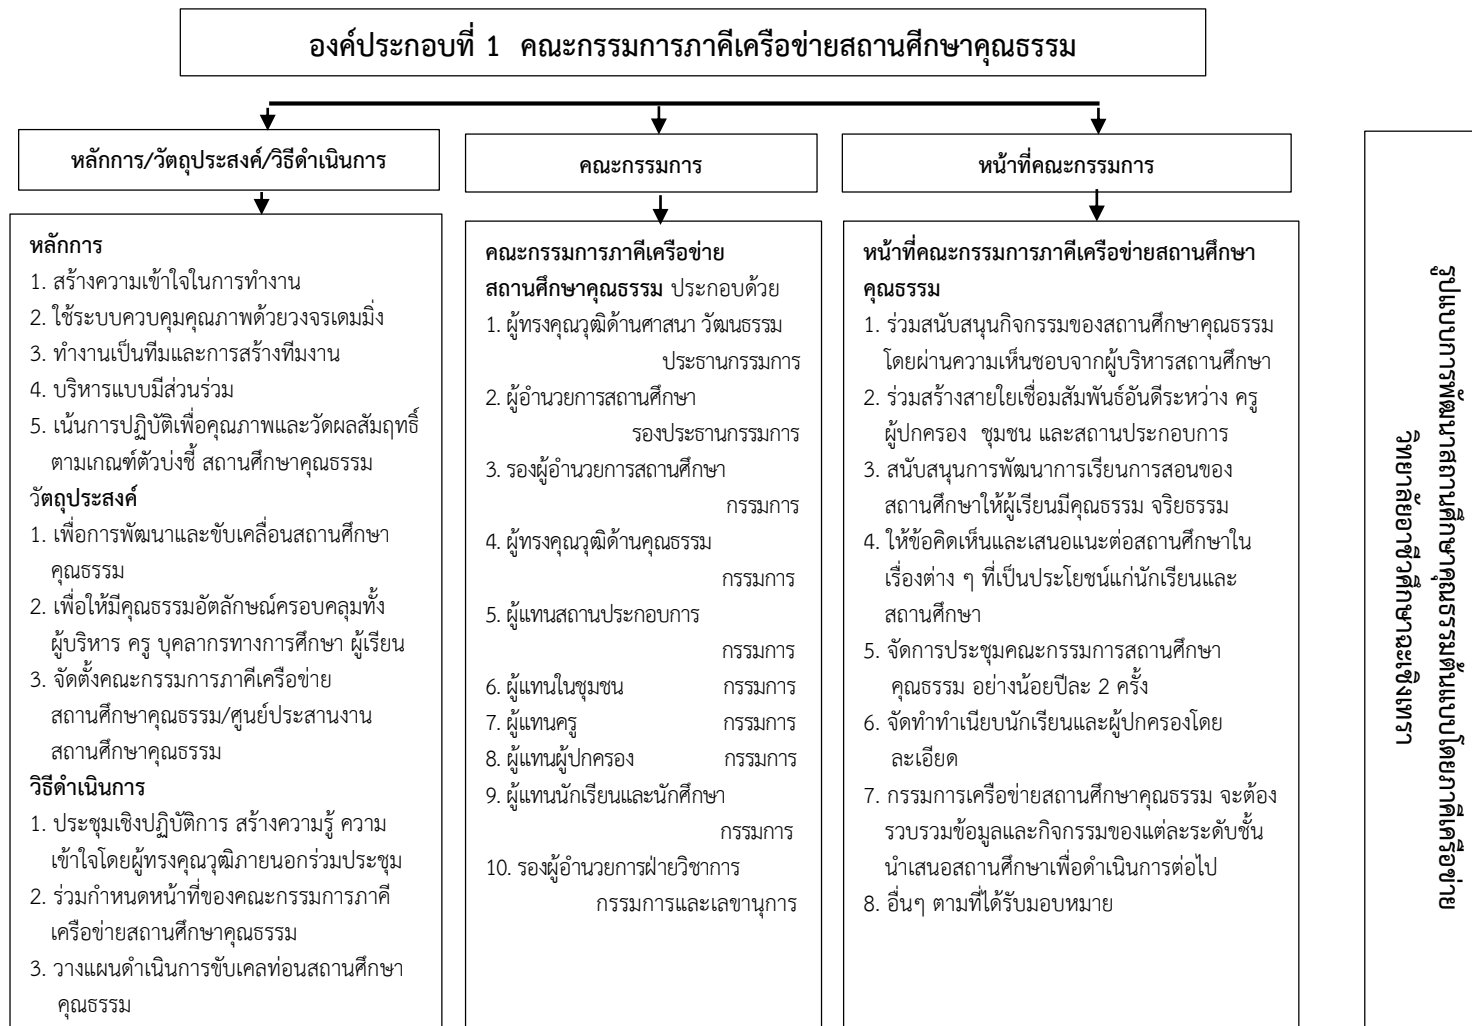 องค์ประกอบที่ 1 คณะกรรมการภาคีเครือข่ายสถานศึกษาคุณธรรม
หลักการ/วัตถุประสงค์/วิธีดำเนินการ
หลักการ
1. สร้างความเข้าใจในการทำงาน
2. ใช้ระบบควบคุมคุณภาพด้วยวงจรเดมมิ่ง
3. ทำงานเป็นทีมและการสร้างทีมงาน
4. บริหารแบบมีส่วนร่วม
5. เน้นการปฏิบัติเพื่อคุณภาพและวัดผลสัมฤทธิ์
ตามเกณฑ์ตัวบ่งชี้ สถานศึกษาคุณธรรม
วัตถุประสงค์
1. เพื่อการพัฒนาและขับเคลื่อนสถานศึกษา
คุณธรรม
2. เพื่อให้มีคุณธรรมอัตลักษณ์ครอบคลุมทั้ง
ผู้บริหาร ครู บุคลากรทางการศึกษา ผู้เรียน
3. จัดตั้งคณะกรรมการภาคีเครือข่าย
สถานศึกษาคุณธรรม/ศูนย์ประสานงาน
สถานศึกษาคุณธรรม
วิธีดำเนินการ
1. ประชุมเชิงปฏิบัติการ สร้างความรู้ ความ
เข้าใจโดยผู้ทรงคุณวุฒิภายนอกร่วมประชุม
2. ร่วมกำหนดหน้าที่ของคณะกรรมการภาคี
เครือข่ายสถานศึกษาคุณธรรม
3. วางแผนดำเนินการขับเคลท่อนสถานศึกษา
คุณธรรม
คณะกรรมการ
คณะกรรมการภาคีเครือข่าย
สถานศึกษาคุณธรรม ประกอบด้วย
1. ผู้ทรงคุณวุฒิด้านศาสนา วัฒนธรรม
ประธานกรรมการ
2. ผู้อำนวยการสถานศึกษา
รองประธานกรรมการ
3. รองผู้อำนวยการสถานศึกษา
กรรมการ
4. ผู้ทรงคุณวุฒิด้านคุณธรรม
กรรมการ
5. ผู้แทนสถานประกอบการ
กรรมการ
6. ผู้แทนในชุมชน กรรมการ
7. ผู้แทนครู กรรมการ
8. ผู้แทนผู้ปกครอง กรรมการ
9. ผู้แทนนักเรียนและนักศึกษา
กรรมการ
10. รองผู้อำนวยการฝ่ายวิชาการ
กรรมการและเลขานุการ
หน้าที่คณะกรรมการ
หน้าที่คณะกรรมการภาคีเครือข่ายสถานศึกษา
คุณธรรม
1. ร่วมสนับสนุนกิจกรรมของสถานศึกษาคุณธรรม
โดยผ่านความเห็นชอบจากผู้บริหารสถานศึกษา
2. ร่วมสร้างสายใยเชื่อมสัมพันธ์อันดีระหว่าง ครู
ผู้ปกครอง ชุมชน และสถานประกอบการ
3. สนับสนุนการพัฒนาการเรียนการสอนของ
สถานศึกษาให้ผู้เรียนมีคุณธรรม จริยธรรม
4. ให้ข้อคิดเห็นและเสนอแนะต่อสถานศึกษาใน
เรื่องต่าง ๆ ที่เป็นประโยชน์แก่นักเรียนและ
สถานศึกษา
5. จัดการประชุมคณะกรรมการสถานศึกษา
คุณธรรม อย่างน้อยปีละ 2 ครั้ง
6. จัดทำทำเนียบนักเรียนและผู้ปกครองโดย
ละเอียด
7. กรรมการเครือข่ายสถานศึกษาคุณธรรม จะต้อง
รวบรวมข้อมูลและกิจกรรมของแต่ละระดับชั้น
นำเสนอสถานศึกษาเพื่อดำเนินการต่อไป
8. อื่นๆ ตามที่ได้รับมอบหมาย
รูปแบบการพัฒนาสถานศึกษาคุณธรรมต้นแบบโดยภาคีเครือข่าย
วิทยาลัยอาชีวศึกษาฉะเชิงเทรา